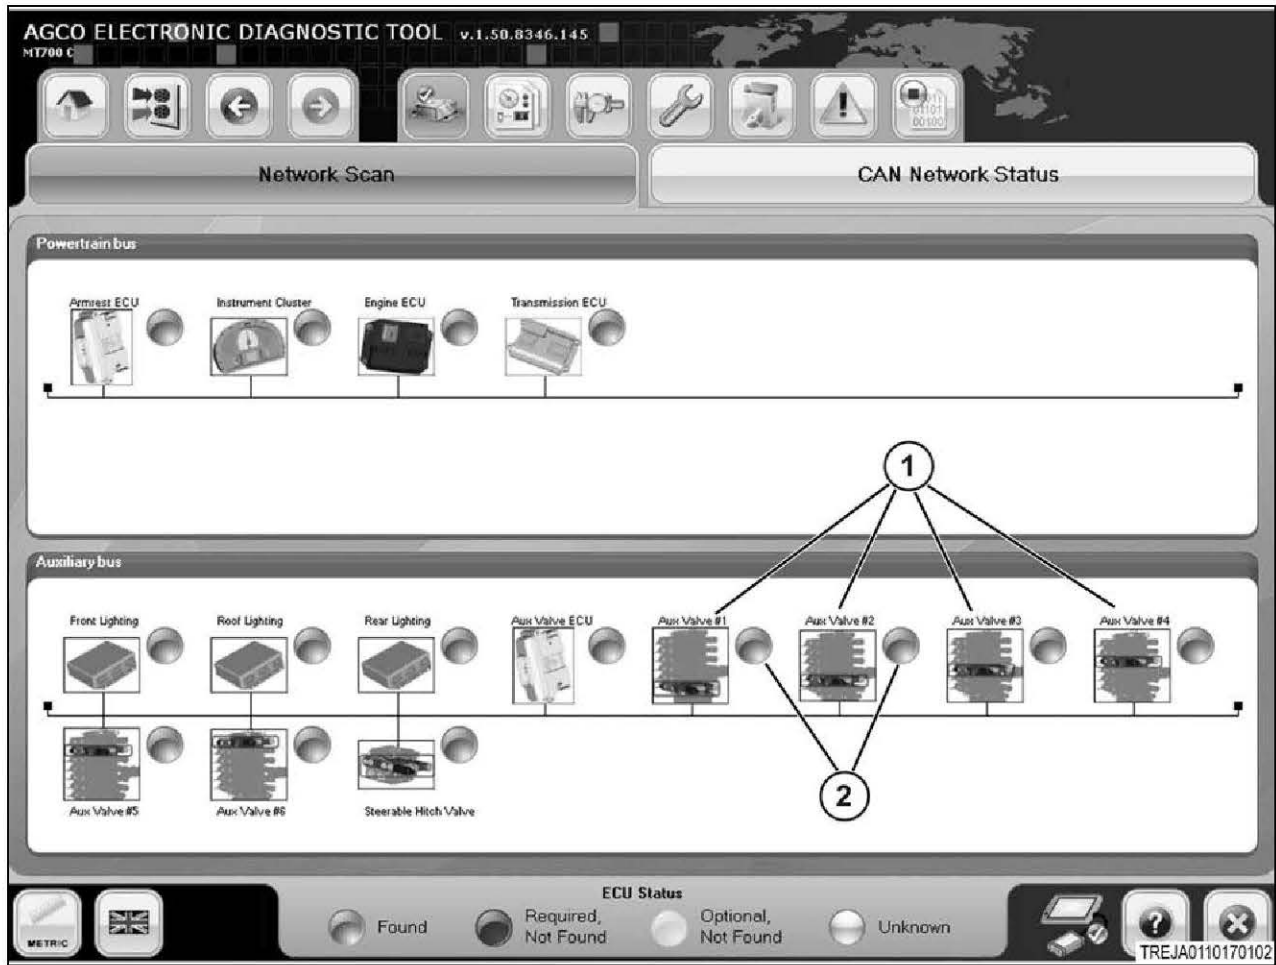 AGCO ELECTRONIC DIAGNOSTIC TOOL v.1.50.8346.145
MT700 C
Network Scan
CAN Network Status
Powertrain bus
Armrest ECU
Instrument Cluster
Engine ECU
Transmission ECU
1
Auxiliary bus
Front Lighting
Roof Lighting
Rear Lighting
Aux Valve ECU
Aux Valve #1
Aux Valve #2
Aux Valve #3
Aux Valve #4
2
Aux Valve #5
Aux Valve #6
Steerable Hitch Valve
ECU Status
Found
Required,
Not Found
Optional,
Not Found
Unknown
METRIC
TREJA0110170102